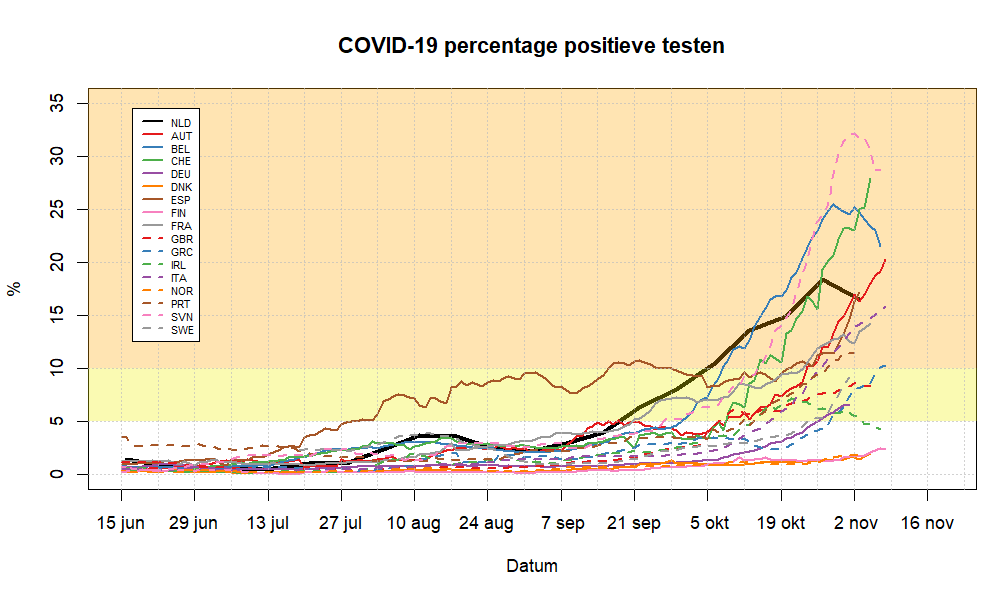 COVID-19 percentage positieve testen
%
35
30
25
20
15
10
5
0
NLD
AUT
BEL
CHE
DEU
DNK
ESP
FIN
FRA
GBR
GRC
IRL
ITA
NOR
PRT
SVN
SWE
15 jun 29 jun 13 jul 27 jul 10 aug 24 aug 7 sep 21 sep 5 okt 19 okt 2 nov 16 nov
Datum